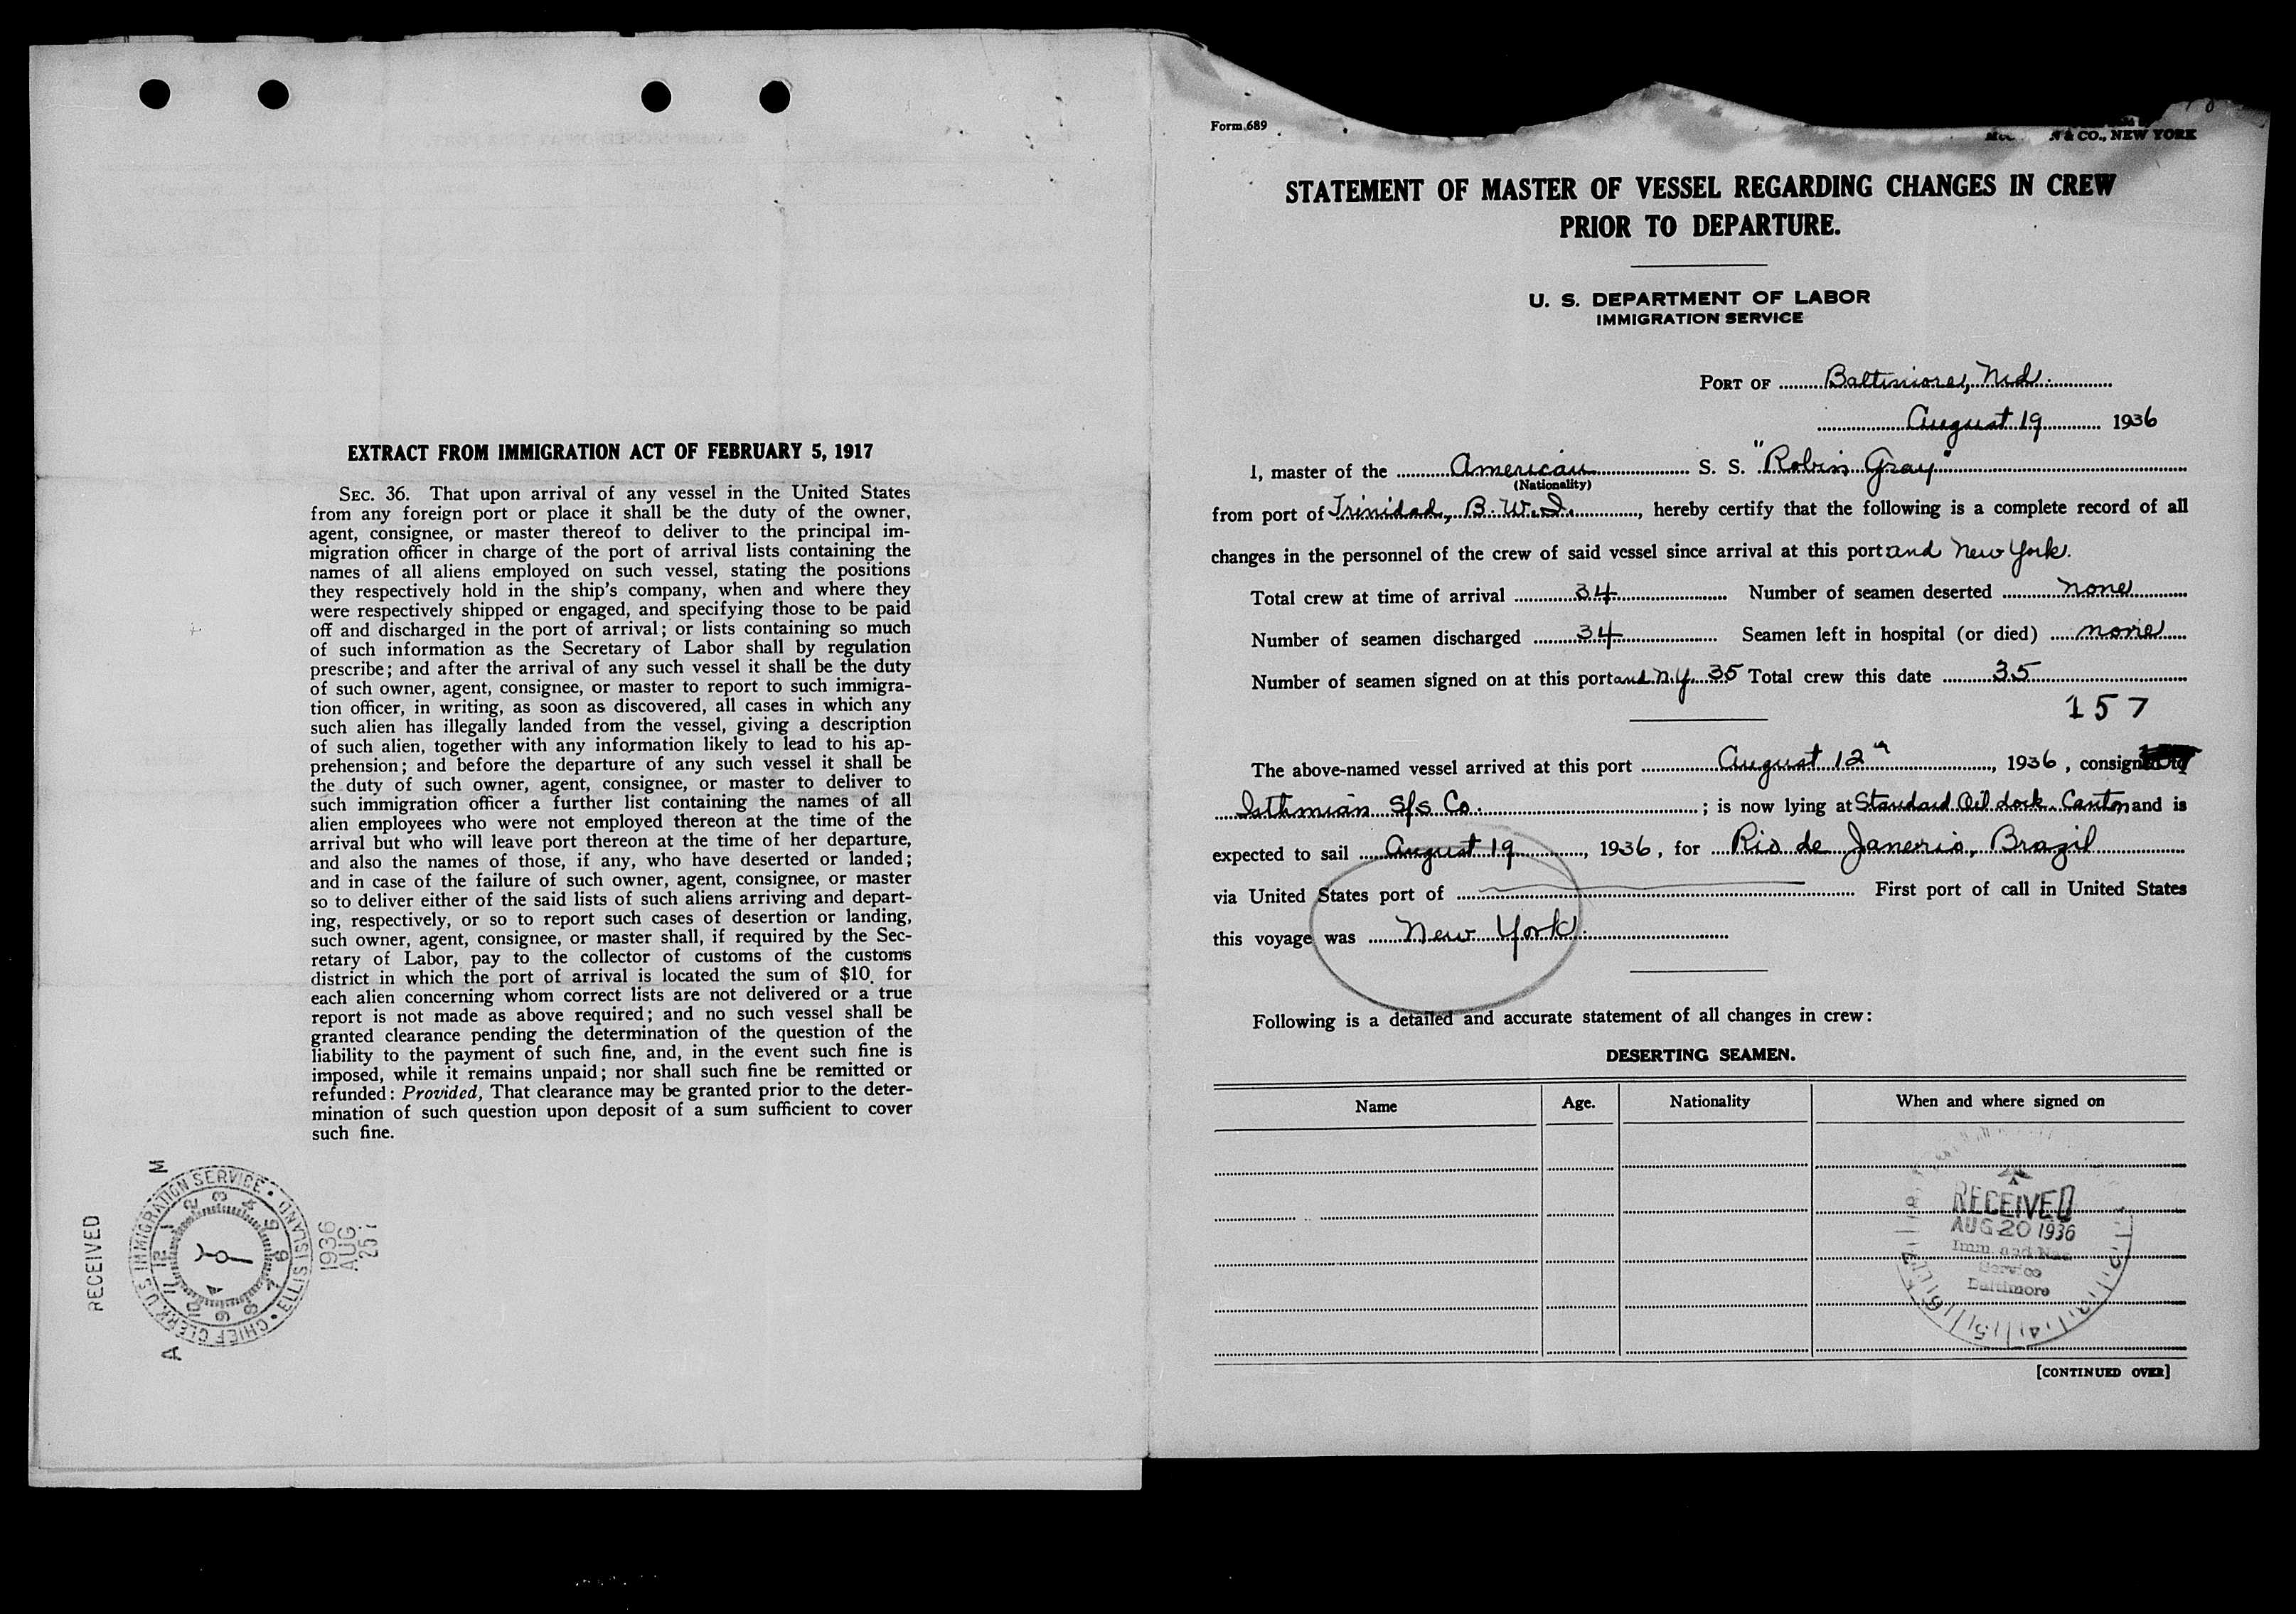 EXTRACT FROM IMMIGRATION ACT OF FEBRUARY 5, 1917
SEC. 36. That upon arrival of any vessel in the United States
from any foreign port or place it shall be the duty of the owner,
agent, consignee, or master thereof to deliver to the principal im-
migration officer in charge of the port of arrival lists containing the
names of all aliens employed on such vessel, stating the positions
they respectively hold in the ship's company, when and where they
were respectively shipped or engaged, and specifying those to be paid
off and discharged in the port of arrival; or lists containing so much
of such information as the Secretary of Labor shall by regulation
prescribe; and after the arrival of any such vessel it shall be the duty
of such owner, agent, consignee, or master to report to such immigra-
tion officer, in writing, as soon as discovered, all cases in which any
such alien has illegally landed from the vessel, giving a description
of such alien, together with any information likely to lead to his ap-
prehension; and before the departure of any such vessel it shall be
the duty of such owner, agent, consignee, or master to deliver to
such immigration officer a further list containing the names of all
alien employees who were not employed thereon at the time of the
arrival but who will leave port thereon at the time of her departure,
and also the names of those, if any, who have deserted or landed;
and in case of the failure of such owner, agent, consignee, or master
so to deliver either of the said lists of such aliens arriving and depart-
ing, respectively, or so to report such cases of desertion or landing,
such owner, agent, consignee, or master shall, if required by the Sec-
retary of Labor, pay to the collector of customs of the customs
district in which the port of arrival is located the sum of $10. for
each alien concerning whom correct lists are not delivered or a true
report is not made as above required; and no such vessel shall be
granted clearance pending the determination of the question of the
liability to the payment of such fine, and, in the event such fine is
imposed, while it remains unpaid; nor shall such fine be remitted or
refunded: Provided, That clearance may be granted prior to the deter-
mination of such question upon deposit of a sum sufficient to cover
such fine.
RECEIVED
A M
CHIEF CLERK U.S. IMMIGRATION SERVICE • ELLIS ISLAND •
1 2 3 4 5 6 7 8 9 10 11 12
1936
AUG
25
Form 689
& CO., NEW YORK
STATEMENT OF MASTER OF VESSEL REGARDING CHANGES IN CREW
PRIOR TO DEPARTURE.
U. S. DEPARTMENT OF LABOR
IMMIGRATION SERVICE
PORT OF Baltimore, Md.
August 19 1936
I, master of the American S. S. "Robin Gray"
(Nationality)
from port of Trinidad, B. W. I. , hereby certify that the following is a complete record of all
changes in the personnel of the crew of said vessel since arrival at this port and New York.
Total crew at time of arrival 34 Number of seamen deserted none
Number of seamen discharged 34 Seamen left in hospital (or died) none
Number of seamen signed on at this port and N.Y. 35 Total crew this date 35
157
The above-named vessel arrived at this port August 12th, 1936, consigned to
Isthmian S/s Co. ; is now lying at Standard Oil dock Canton and is
expected to sail August 19, 1936, for Rio de Janerio, Brazil
via United States port of First port of call in United States
this voyage was New York.
Following is a detailed and accurate statement of all changes in crew:
DESERTING SEAMEN.
Name Age. Nationality When and where signed on
RECEIVED
AUG 20 1936
Imm. and Nat.
Service
Baltimore
[CONTINUED OVER]